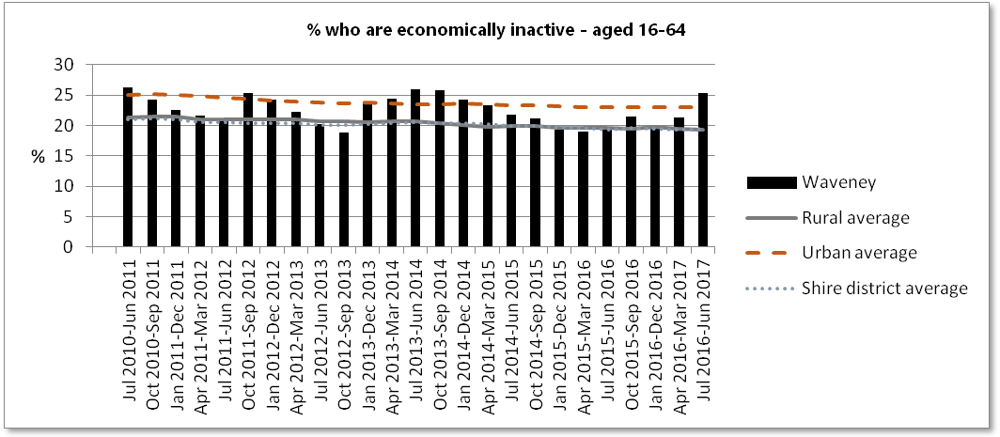 % who are economically inactive - aged 16-64
30
25
20
15
10
5
0
%
Jul 2010-Jun 2011
Oct 2010-Sep 2011
Jan 2011-Dec 2011
Apr 2011-Mar 2012
Jul 2011-Jun 2012
Oct 2011-Sep 2012
Jan 2012-Dec 2012
Apr 2012-Mar 2013
Jul 2012-Jun 2013
Oct 2012-Sep 2013
Jan 2013-Dec 2013
Apr 2013-Mar 2014
Jul 2013-Jun 2014
Oct 2013-Sep 2014
Jan 2014-Dec 2014
Apr 2014-Mar 2015
Jul 2014-Jun 2015
Oct 2014-Sep 2015
Jan 2015-Dec 2015
Apr 2015-Mar 2016
Jul 2015-Jun 2016
Oct 2015-Sep 2016
Jan 2016-Dec 2016
Apr 2016-Mar 2017
Jul 2016-Jun 2017
Waveney
Rural average
Urban average
Shire district average